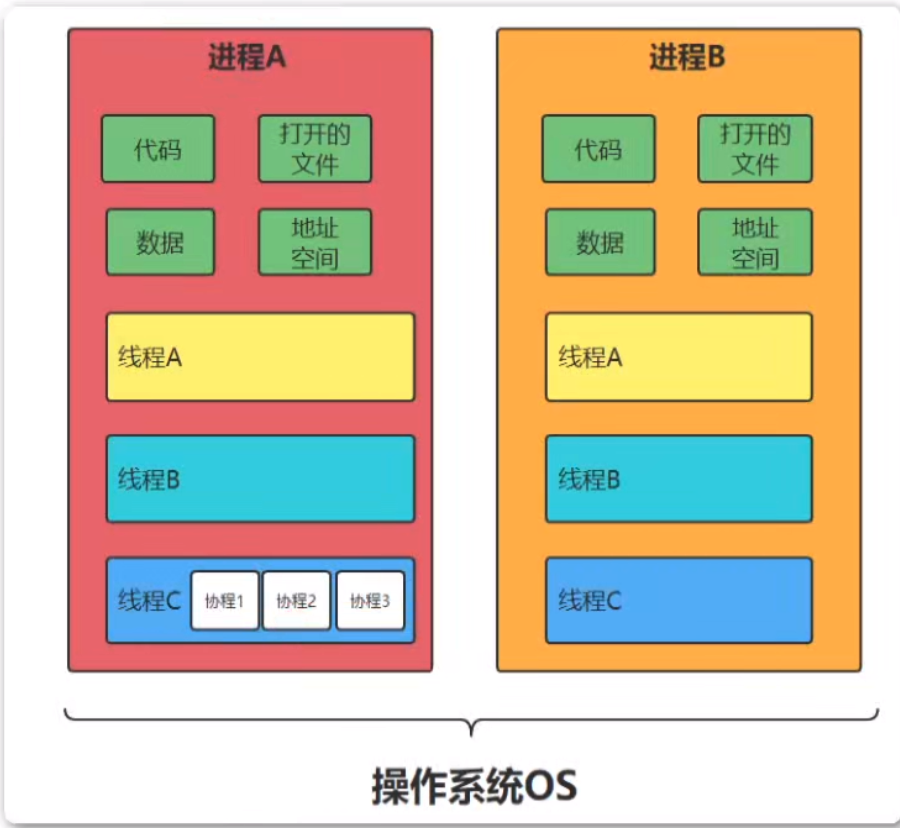 进程A
代码
打开的
文件
数据
地址
空间
线程A
线程B
线程C
协程1
协程2
协程3
进程B
代码
打开的
文件
数据
地址
空间
线程A
线程B
线程C
操作系统OS